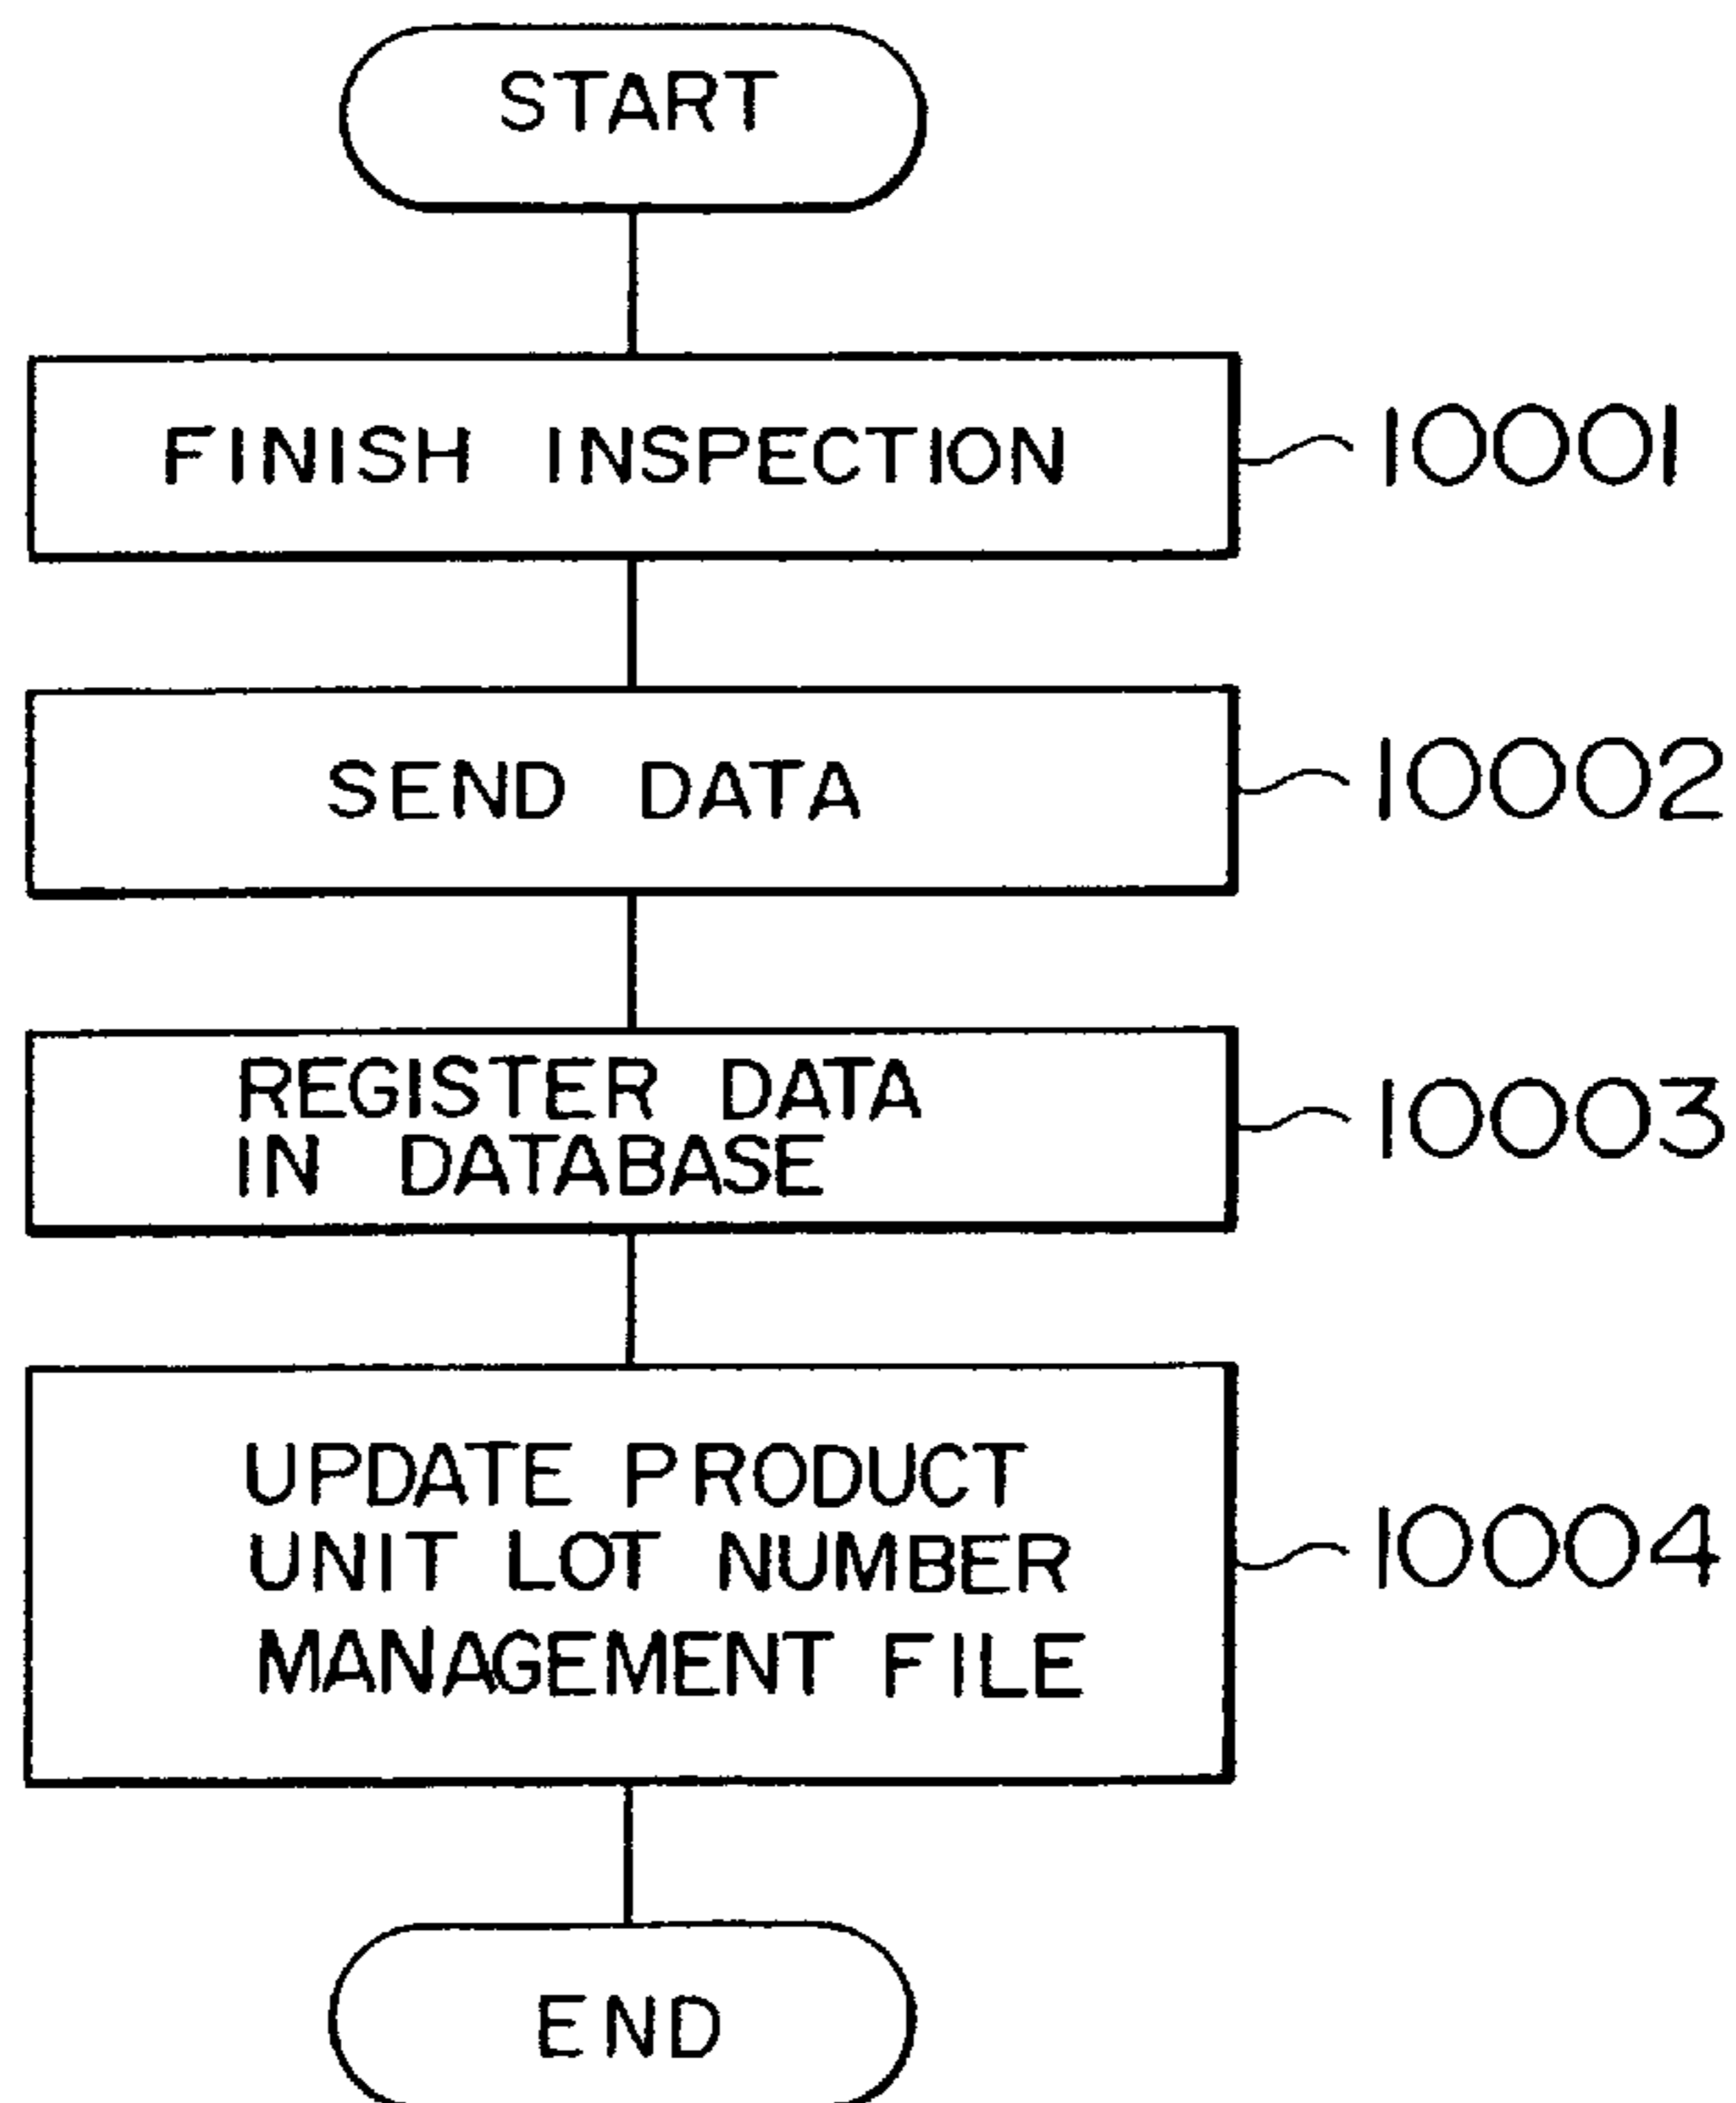 START
FINISH INSPECTION
10001
SEND DATA
10002
REGISTER DATA
IN DATABASE
10003
UPDATE PRODUCT
UNIT LOT NUMBER
MANAGEMENT FILE
10004
END